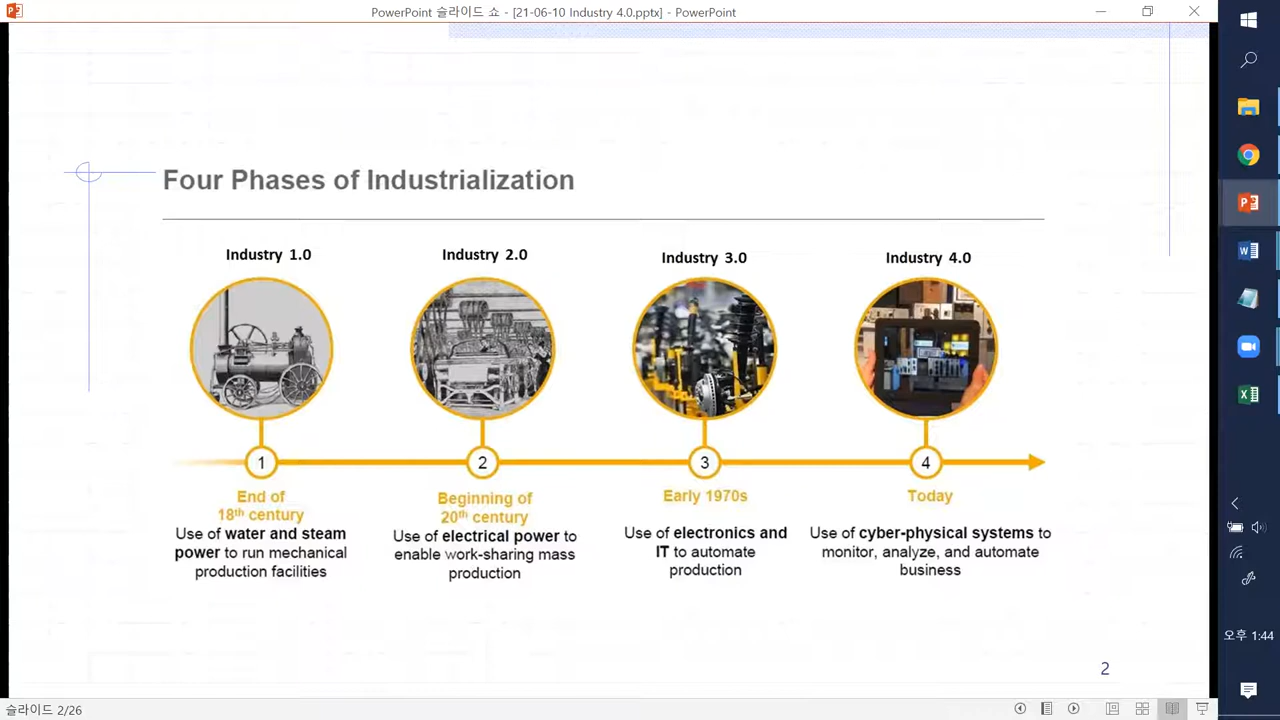 PowerPoint 슬라이드 쇼 - [21-06-10 Industry 4.0.pptx] - PowerPoint
Four Phases of Industrialization
Industry 1.0
Industry 2.0
Industry 3.0
Industry 4.0
1
2
3
4
End of
18th century
Use of water and steam
power to run mechanical
production facilities
Beginning of
20th century
Use of electrical power to
enable work-sharing mass
production
Early 1970s
Use of electronics and
IT to automate
production
Today
Use of cyber-physical systems to
monitor, analyze, and automate
business
2
슬라이드 2/26
오후 1:44